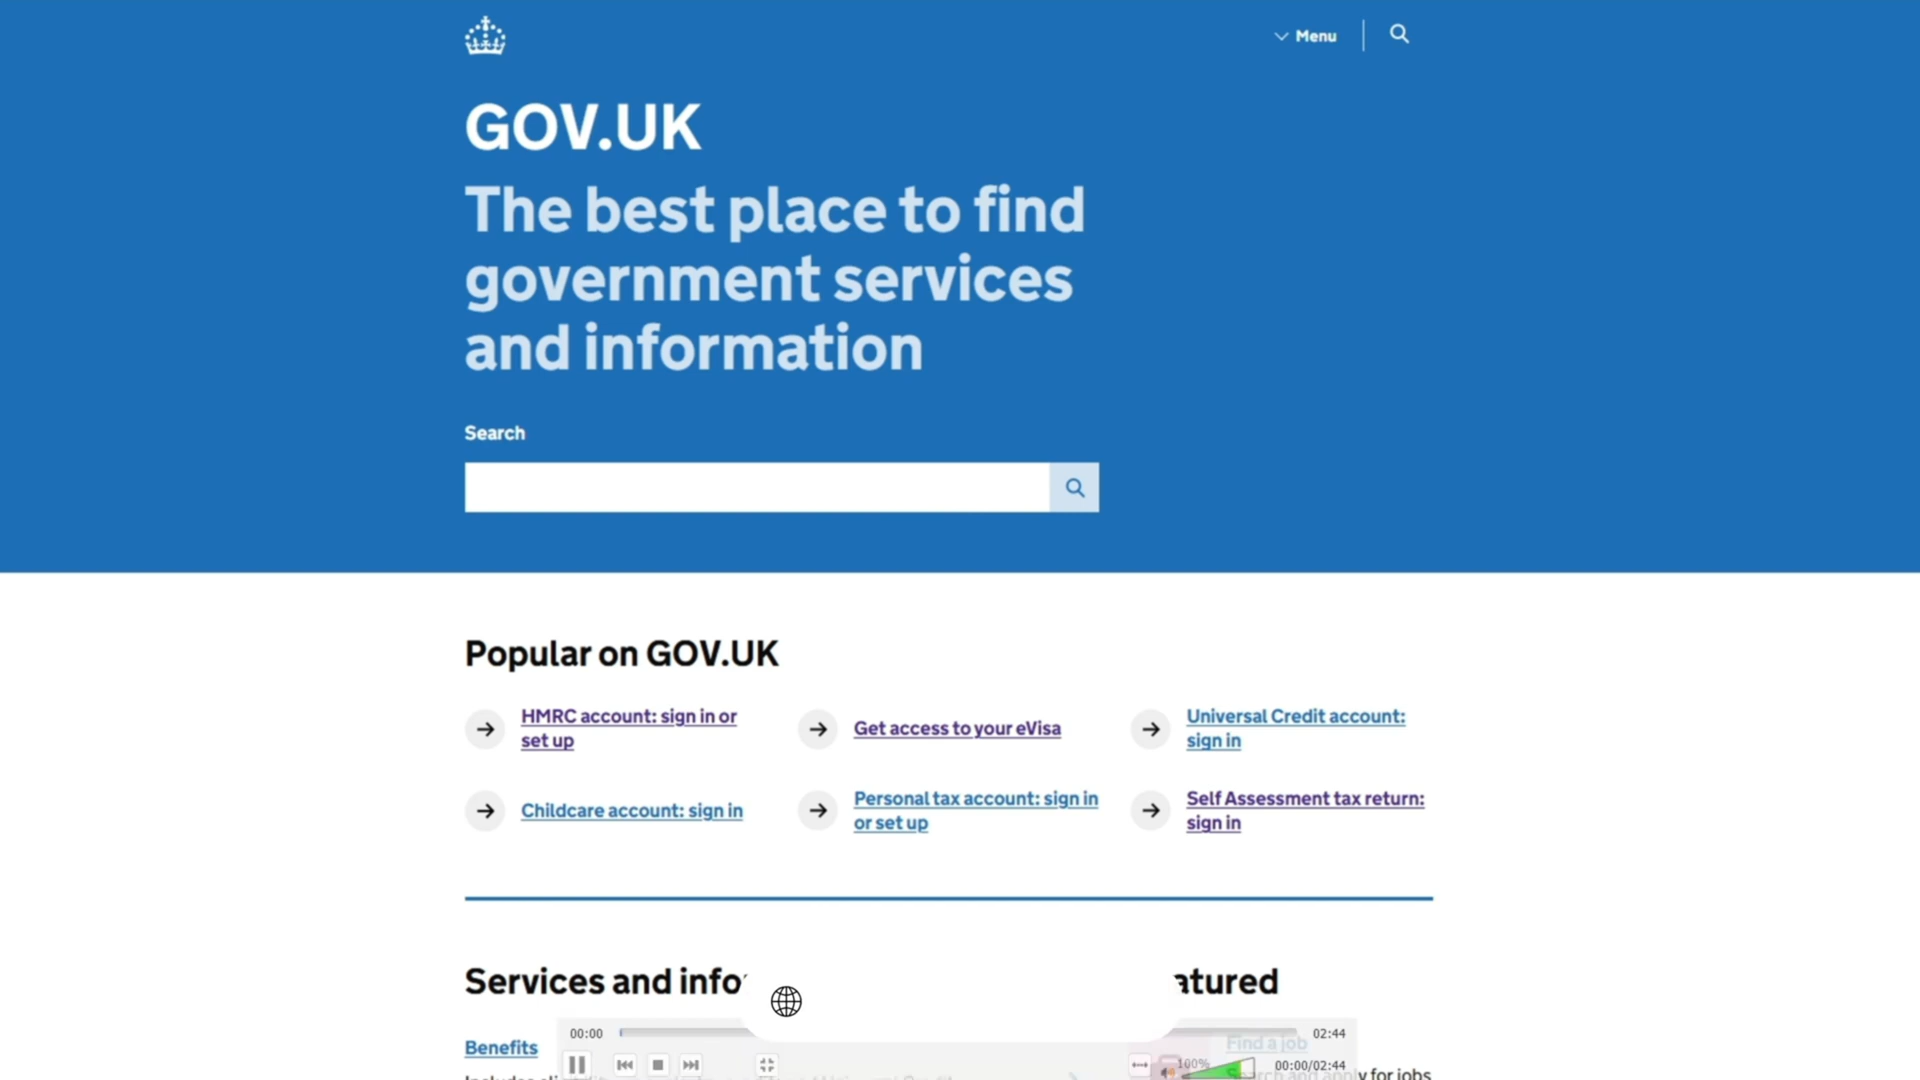 Menu
GOV.UK
The best place to find
government services
and information
Search
Popular on GOV.UK
HMRC account: sign in or
set up
Get access to your eVisa
Universal Credit account:
sign in
Childcare account: sign in
Personal tax account: sign in
or set up
Self Assessment tax return:
sign in
Services and info
atured
00:00
02:44
Benefits
Find a job
100%
00:00/02:44
Search and apply for jobs